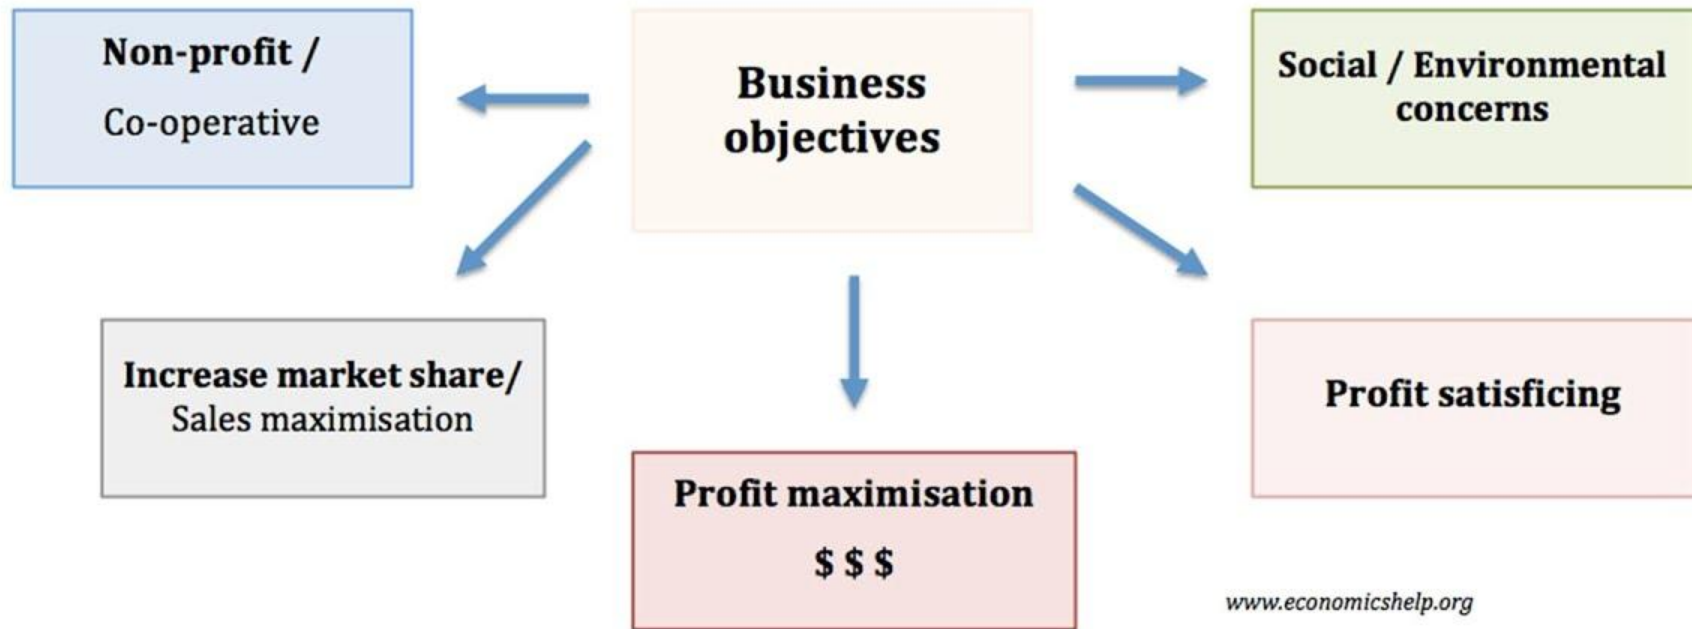 Non-profit /
Co-operative
Business
objectives
Social / Environmental
concerns
Increase market share/
Sales maximisation
Profit maximisation
$ $ $
Profit satisficing
www.economicshelp.org